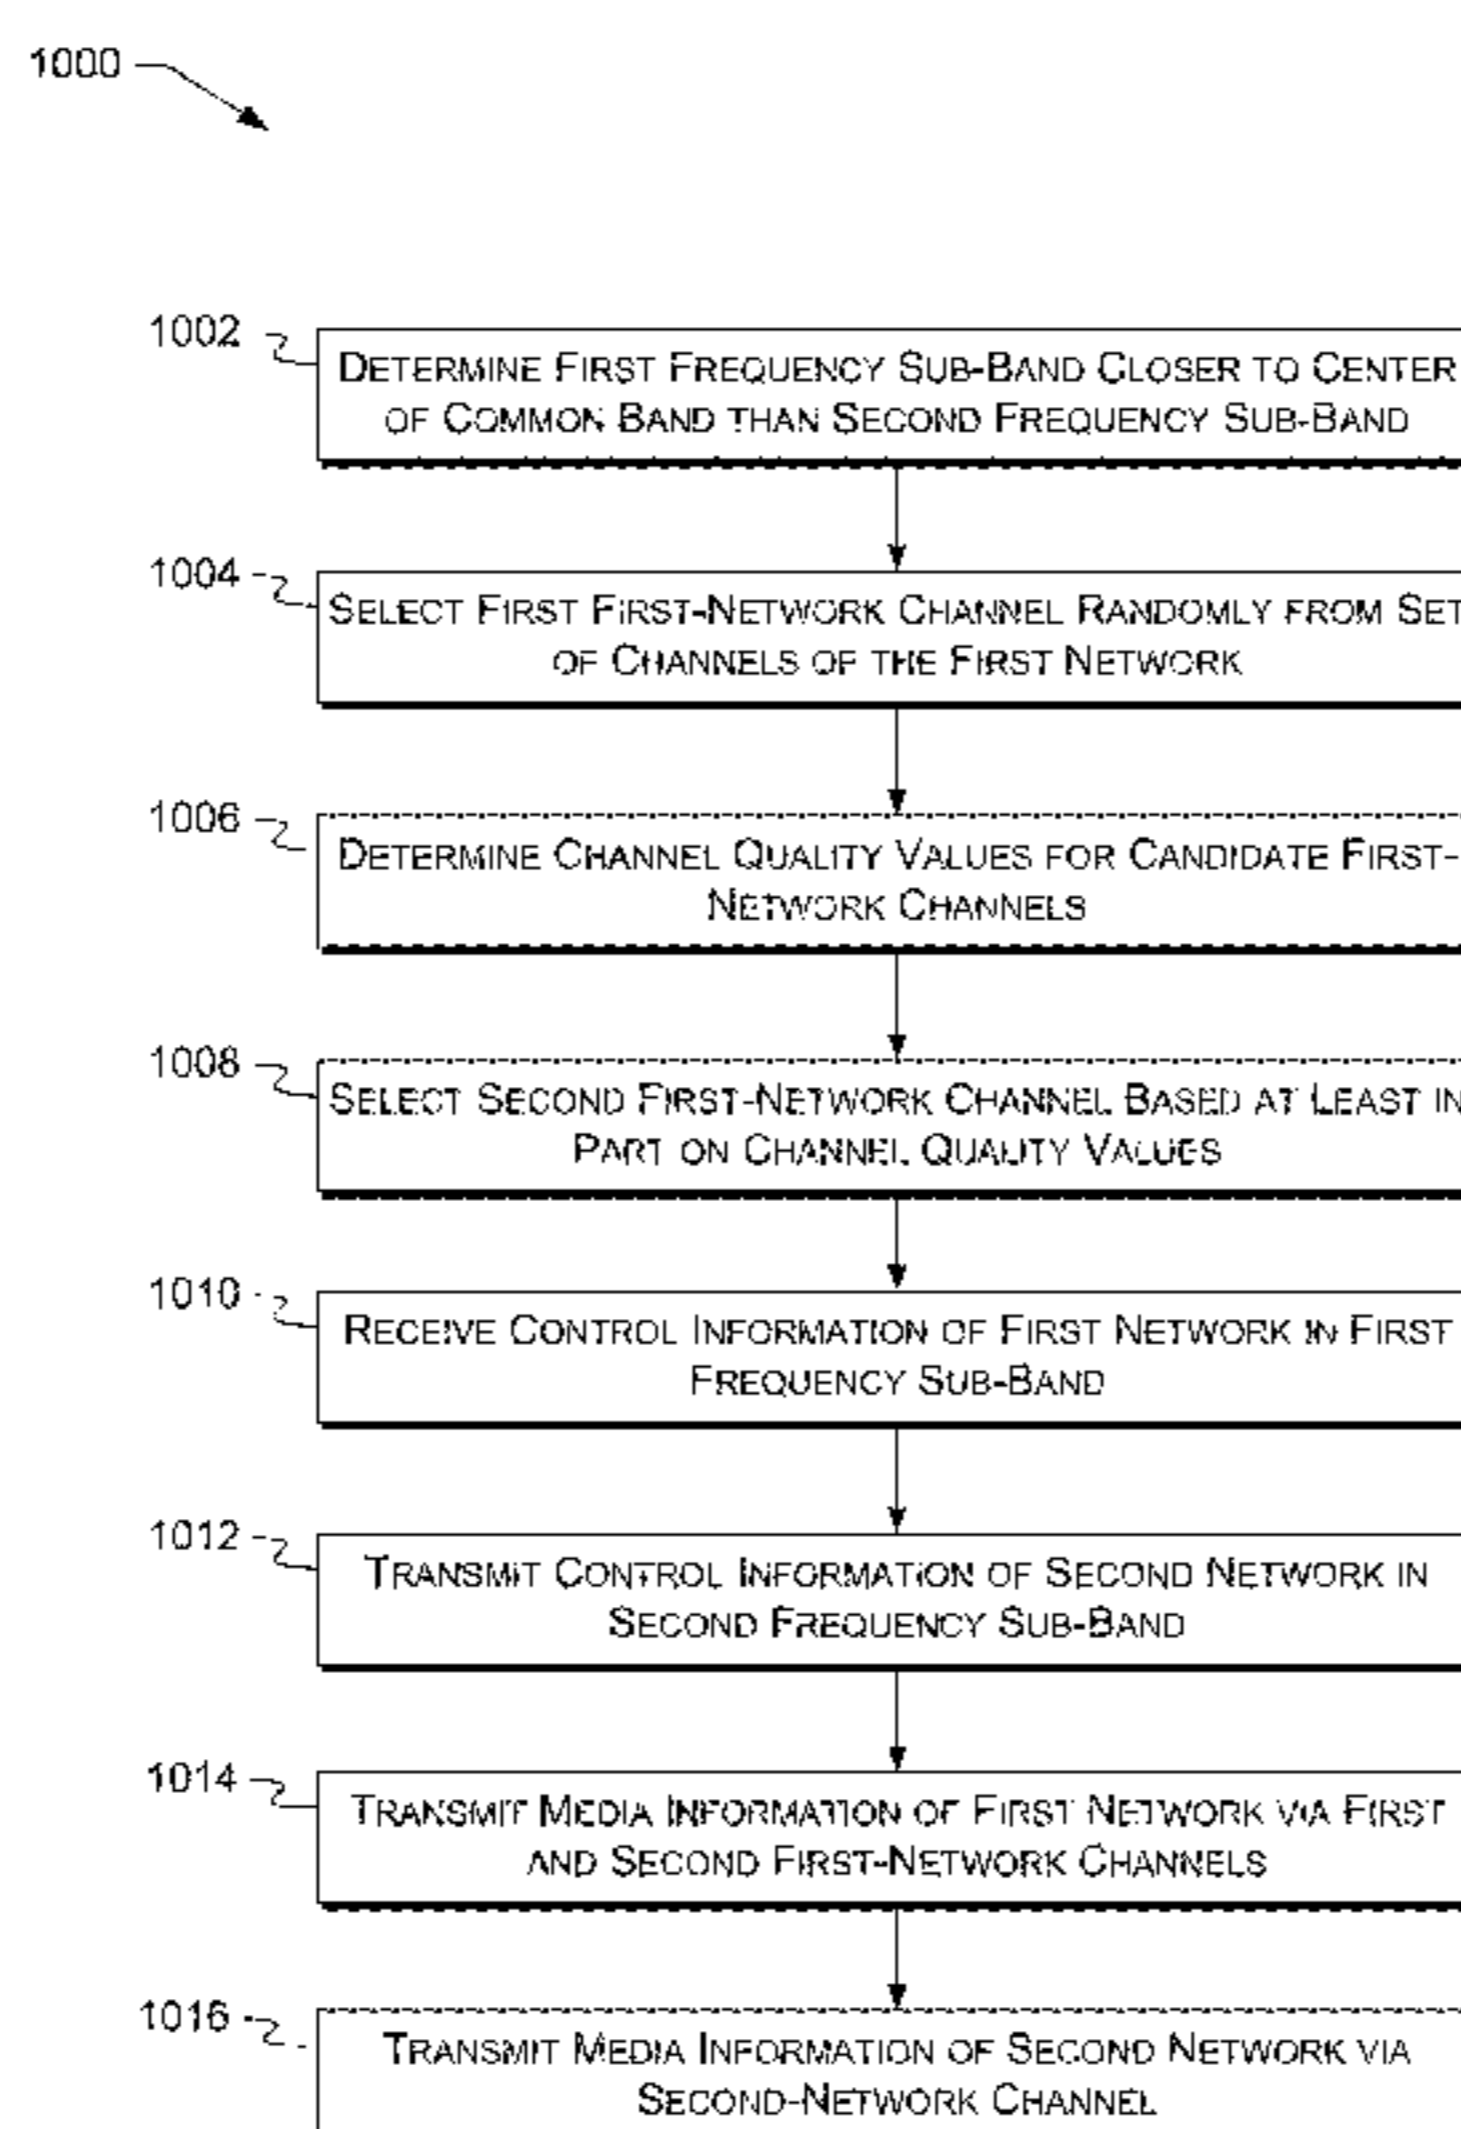 1000
1002
DETERMINE FIRST FREQUENCY SUB-BAND CLOSER TO CENTER
OF COMMON BAND THAN SECOND FREQUENCY SUB-BAND
1004
SELECT FIRST FIRST-NETWORK CHANNEL RANDOMLY FROM SET
OF CHANNELS OF THE FIRST NETWORK
1006
DETERMINE CHANNEL QUALITY VALUES FOR CANDIDATE FIRST-
NETWORK CHANNELS
1008
SELECT SECOND FIRST-NETWORK CHANNEL BASED AT LEAST IN
PART ON CHANNEL QUALITY VALUES
1010
RECEIVE CONTROL INFORMATION OF FIRST NETWORK IN FIRST
FREQUENCY SUB-BAND
1012
TRANSMIT CONTROL INFORMATION OF SECOND NETWORK IN
SECOND FREQUENCY SUB-BAND
1014
TRANSMIT MEDIA INFORMATION OF FIRST NETWORK VIA FIRST
AND SECOND FIRST-NETWORK CHANNELS
1016
TRANSMIT MEDIA INFORMATION OF SECOND NETWORK VIA
SECOND-NETWORK CHANNEL